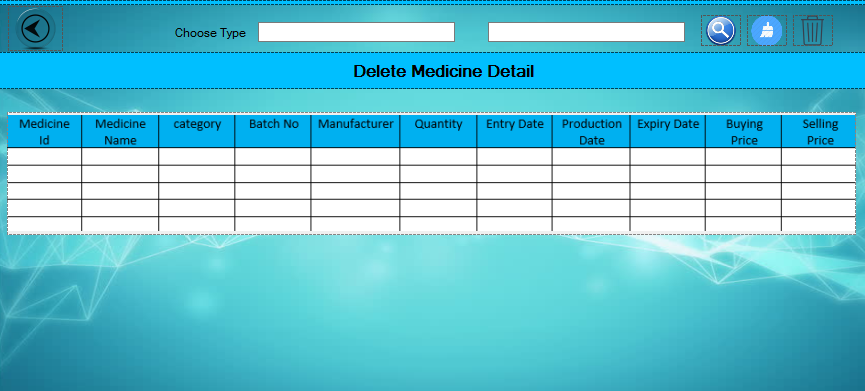 Choose Type
Delete Medicine Detail
Medicine Id
Medicine Name
category
Batch No
Manufacturer
Quantity
Entry Date
Production Date
Expiry Date
Buying Price
Selling Price